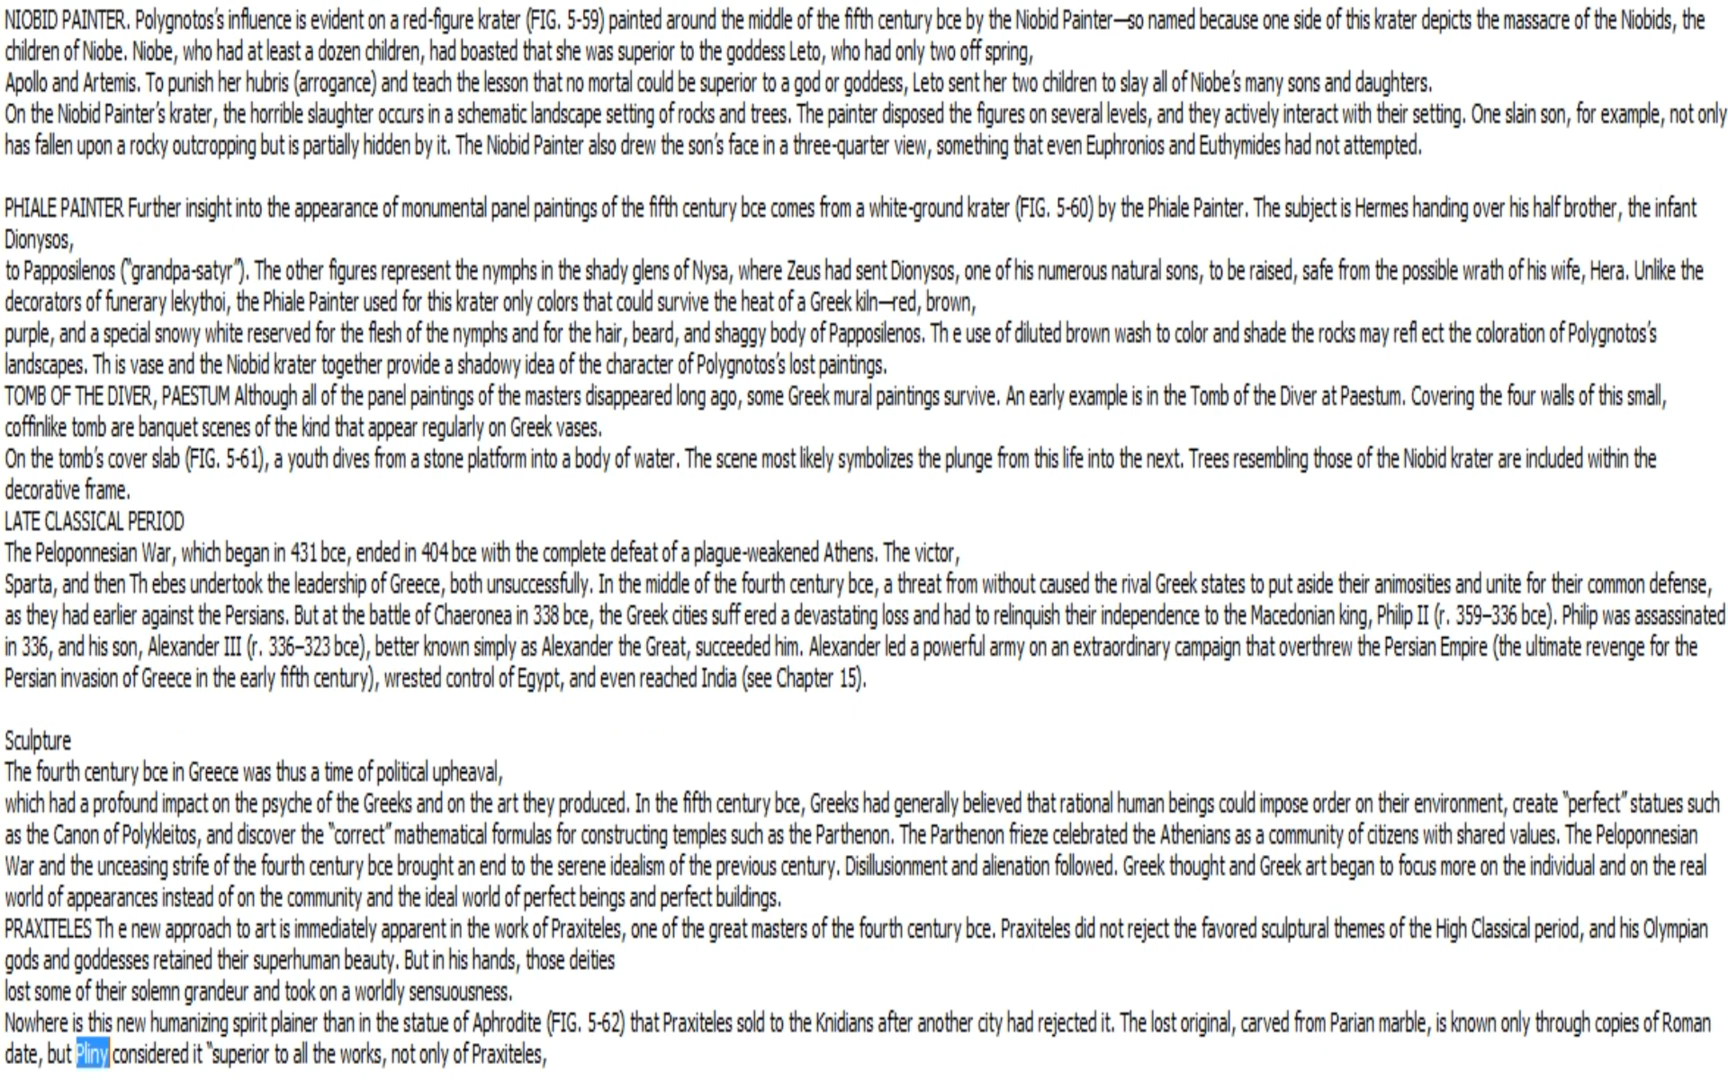 NIOBID PAINTER. Polygnotos's influence is evident on a red-figure krater (FIG. 5-59) painted around the middle of the fifth century bce by the Niobid Painter—so named because one side of this krater depicts the massacre of the Niobids, the
children of Niobe. Niobe, who had at least a dozen children, had boasted that she was superior to the goddess Leto, who had only two off spring,
Apollo and Artemis. To punish her hubris (arrogance) and teach the lesson that no mortal could be superior to a god or goddess, Leto sent her two children to slay all of Niobe's many sons and daughters.
On the Niobid Painter's krater, the horrible slaughter occurs in a schematic landscape setting of rocks and trees. The painter disposed the figures on several levels, and they actively interact with their setting. One slain son, for example, not only
has fallen upon a rocky outcropping but is partially hidden by it. The Niobid Painter also drew the son's face in a three-quarter view, something that even Euphronios and Euthymides had not attempted.
PHIALE PAINTER Further insight into the appearance of monumental panel paintings of the fifth century bce comes from a white-ground krater (FIG. 5-60) by the Phiale Painter. The subject is Hermes handing over his half brother, the infant
Dionysos,
to Papposilenos ("grandpa-satyr"). The other figures represent the nymphs in the shady glens of Nysa, where Zeus had sent Dionysos, one of his numerous natural sons, to be raised, safe from the possible wrath of his wife, Hera. Unlike the
decorators of funerary lekythoi, the Phiale Painter used for this krater only colors that could survive the heat of a Greek kiln—red, brown,
purple, and a special snowy white reserved for the flesh of the nymphs and for the hair, beard, and shaggy body of Papposilenos. Th e use of diluted brown wash to color and shade the rocks may refl ect the coloration of Polygnotos's
landscapes. Th is vase and the Niobid krater together provide a shadowy idea of the character of Polygnotos's lost paintings.
TOMB OF THE DIVER, PAESTUM Although all of the panel paintings of the masters disappeared long ago, some Greek mural paintings survive. An early example is in the Tomb of the Diver at Paestum. Covering the four walls of this small,
coffinlike tomb are banquet scenes of the kind that appear regularly on Greek vases.
On the tomb's cover slab (FIG. 5-61), a youth dives from a stone platform into a body of water. The scene most likely symbolizes the plunge from this life into the next. Trees resembling those of the Niobid krater are included within the
decorative frame.
LATE CLASSICAL PERIOD
The Peloponnesian War, which began in 431 bce, ended in 404 bce with the complete defeat of a plague-weakened Athens. The victor,
Sparta, and then Th ebes undertook the leadership of Greece, both unsuccessfully. In the middle of the fourth century bce, a threat from without caused the rival Greek states to put aside their animosities and unite for their common defense,
as they had earlier against the Persians. But at the battle of Chaeronea in 338 bce, the Greek cities suff ered a devastating loss and had to relinquish their independence to the Macedonian king, Philip II (r. 359–336 bce). Philip was assassinated
in 336, and his son, Alexander III (r. 336–323 bce), better known simply as Alexander the Great, succeeded him. Alexander led a powerful army on an extraordinary campaign that overthrew the Persian Empire (the ultimate revenge for the
Persian invasion of Greece in the early fifth century), wrested control of Egypt, and even reached India (see Chapter 15).
Sculpture
The fourth century bce in Greece was thus a time of political upheaval,
which had a profound impact on the psyche of the Greeks and on the art they produced. In the fifth century bce, Greeks had generally believed that rational human beings could impose order on their environment, create "perfect" statues such
as the Canon of Polykleitos, and discover the "correct" mathematical formulas for constructing temples such as the Parthenon. The Parthenon frieze celebrated the Athenians as a community of citizens with shared values. The Peloponnesian
War and the unceasing strife of the fourth century bce brought an end to the serene idealism of the previous century. Disillusionment and alienation followed. Greek thought and Greek art began to focus more on the individual and on the real
world of appearances instead of on the community and the ideal world of perfect beings and perfect buildings.
PRAXITELES Th e new approach to art is immediately apparent in the work of Praxiteles, one of the great masters of the fourth century bce. Praxiteles did not reject the favored sculptural themes of the High Classical period, and his Olympian
gods and goddesses retained their superhuman beauty. But in his hands, those deities
lost some of their solemn grandeur and took on a worldly sensuousness.
Nowhere is this new humanizing spirit plainer than in the statue of Aphrodite (FIG. 5-62) that Praxiteles sold to the Knidians after another city had rejected it. The lost original, carved from Parian marble, is known only through copies of Roman
date, but Pliny considered it "superior to all the works, not only of Praxiteles,